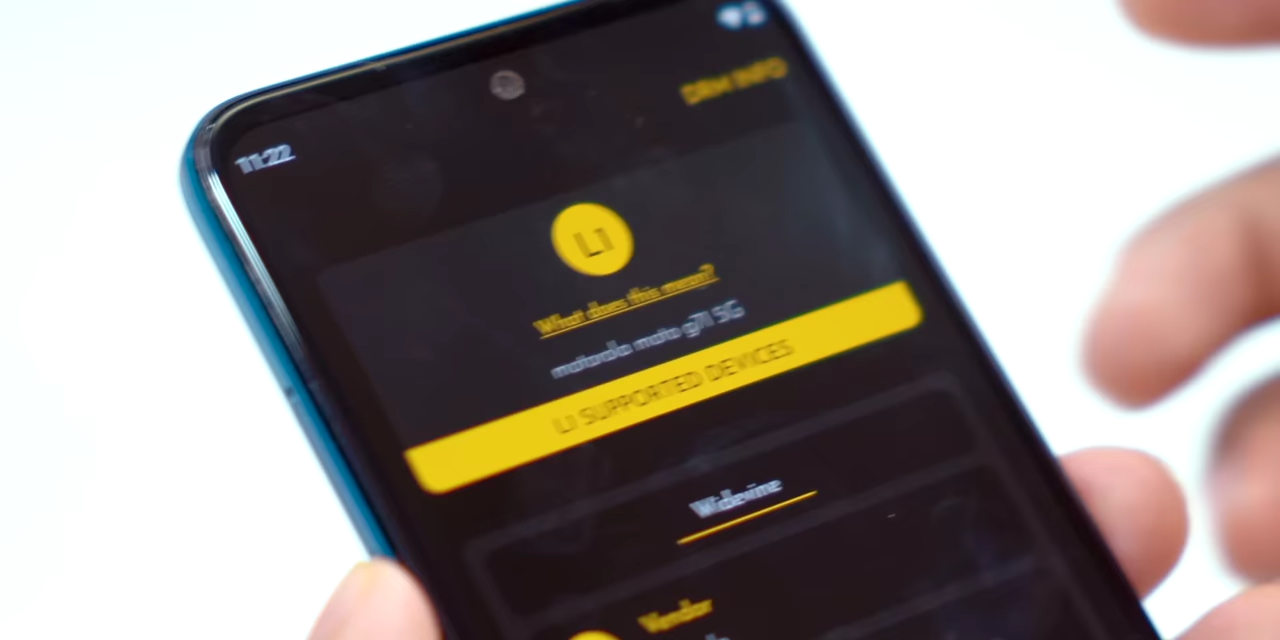 11:22
DRM INFO
L1
What does this mean?
motorola moto g71 5G
L1 SUPPORTED DEVICES
Widevine
Vendor